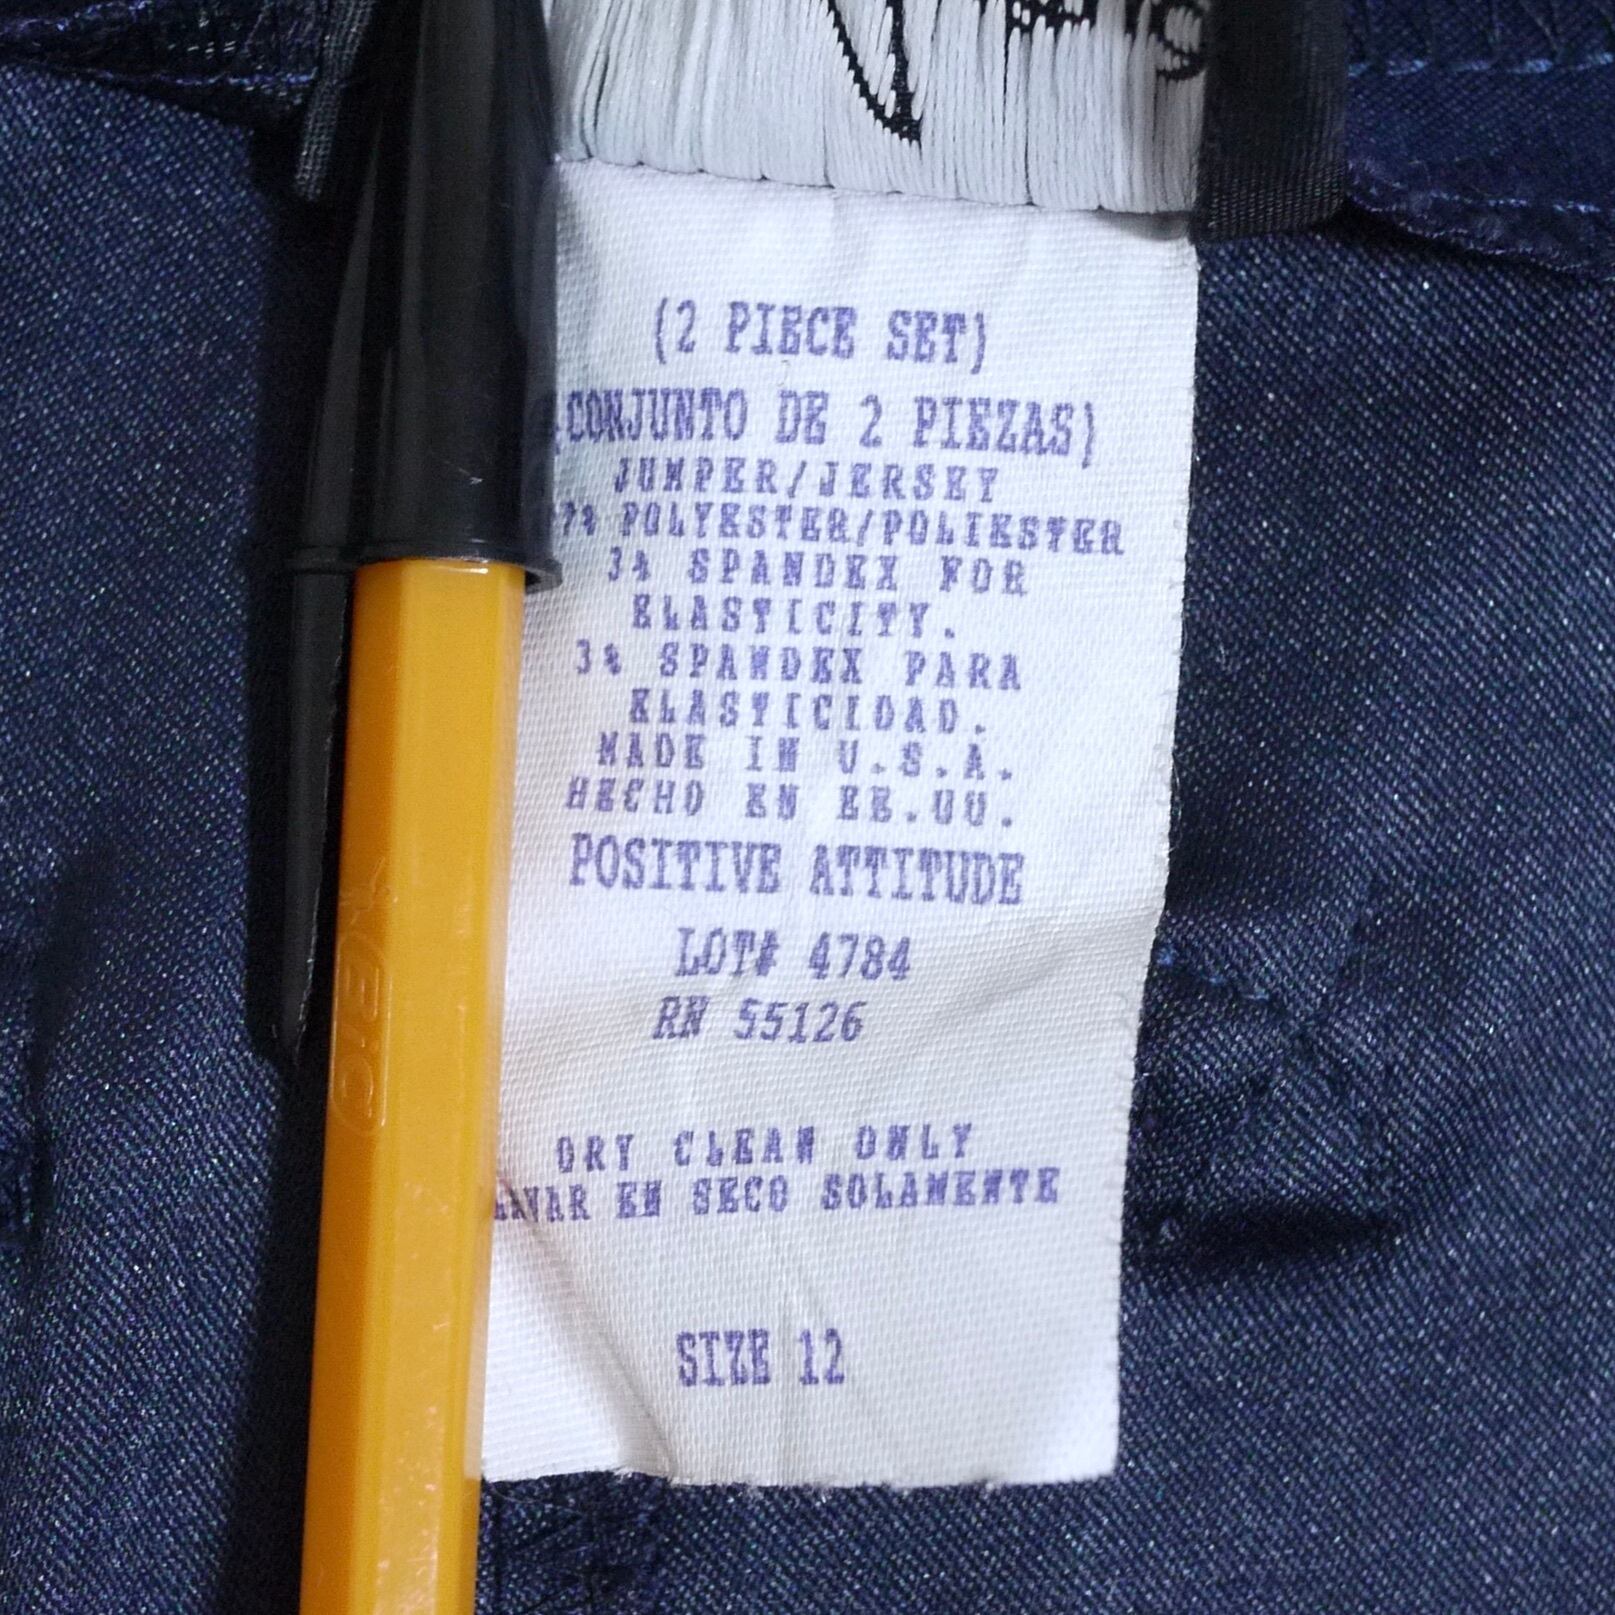 (2 PIECE SET)
(CONJUNTO DE 2 PIEZAS)
JUMPER/JERSEY
7% POLYESTER/POLIESTER
3% SPANDEX FOR
ELASTICITY.
3% SPANDEX PARA
ELASTICIDAD.
MADE IN U.S.A.
HECHO EN EE.UU.
POSITIVE ATTITUDE
LOT# 4784
RN 55126
DRY CLEAN ONLY
LAVAR EN SECO SOLAMENTE
SIZE 12
BIC